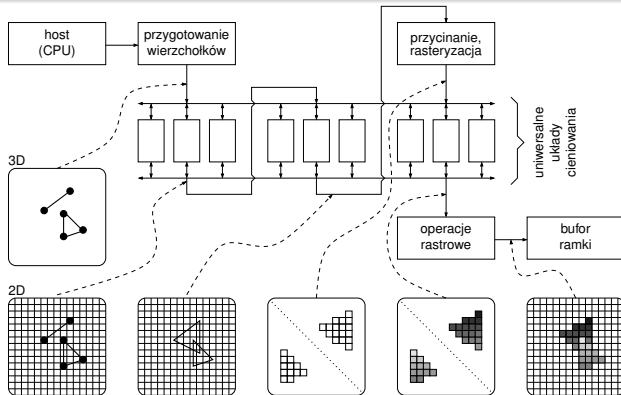 host
(CPU)
przygotowanie
wierzchołków
przycinanie,
rasteryzacja
uniwersalne
układy
cieniowania
3D
operacje
rastrowe
bufor
ramki
2D